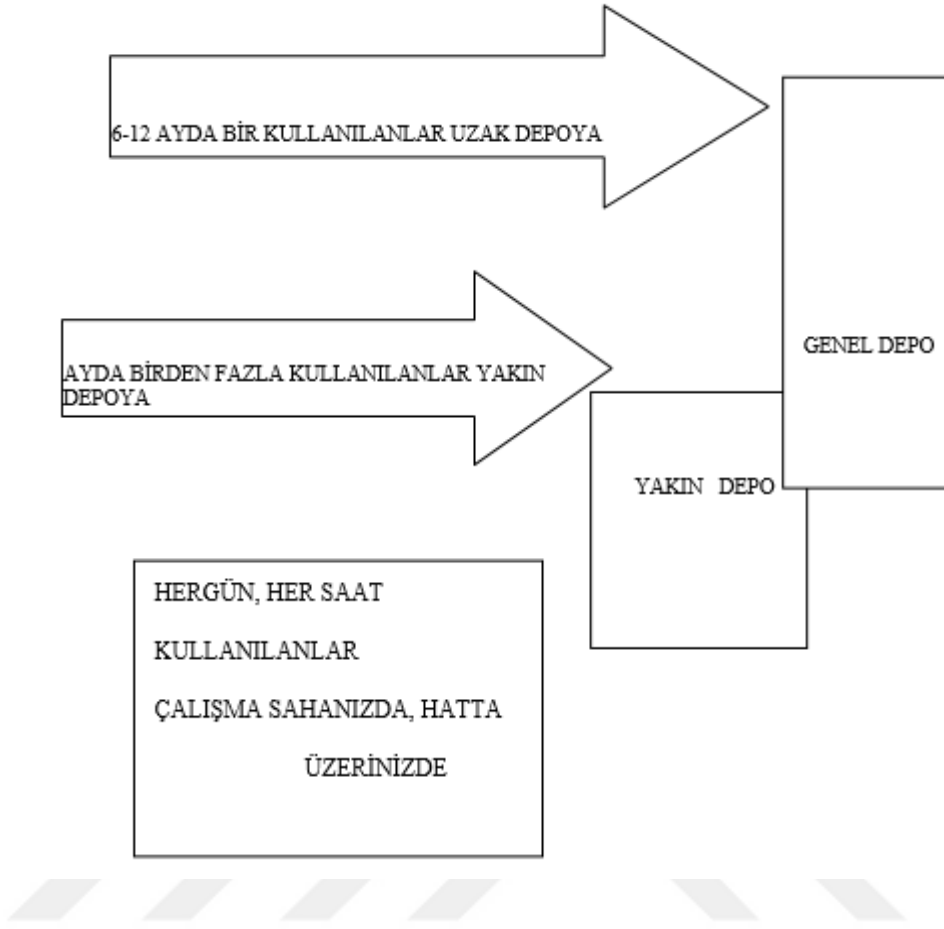 6-12 AYDA BİR KULLANILANLAR UZAK DEPOYA
GENEL DEPO
AYDA BİRDEN FAZLA KULLANILANLAR YAKIN
DEPOYA
YAKIN DEPO
HERGÜN, HER SAAT
KULLANILANLAR
ÇALIŞMA SAHANIZDA, HATTA
ÜZERİNİZDE